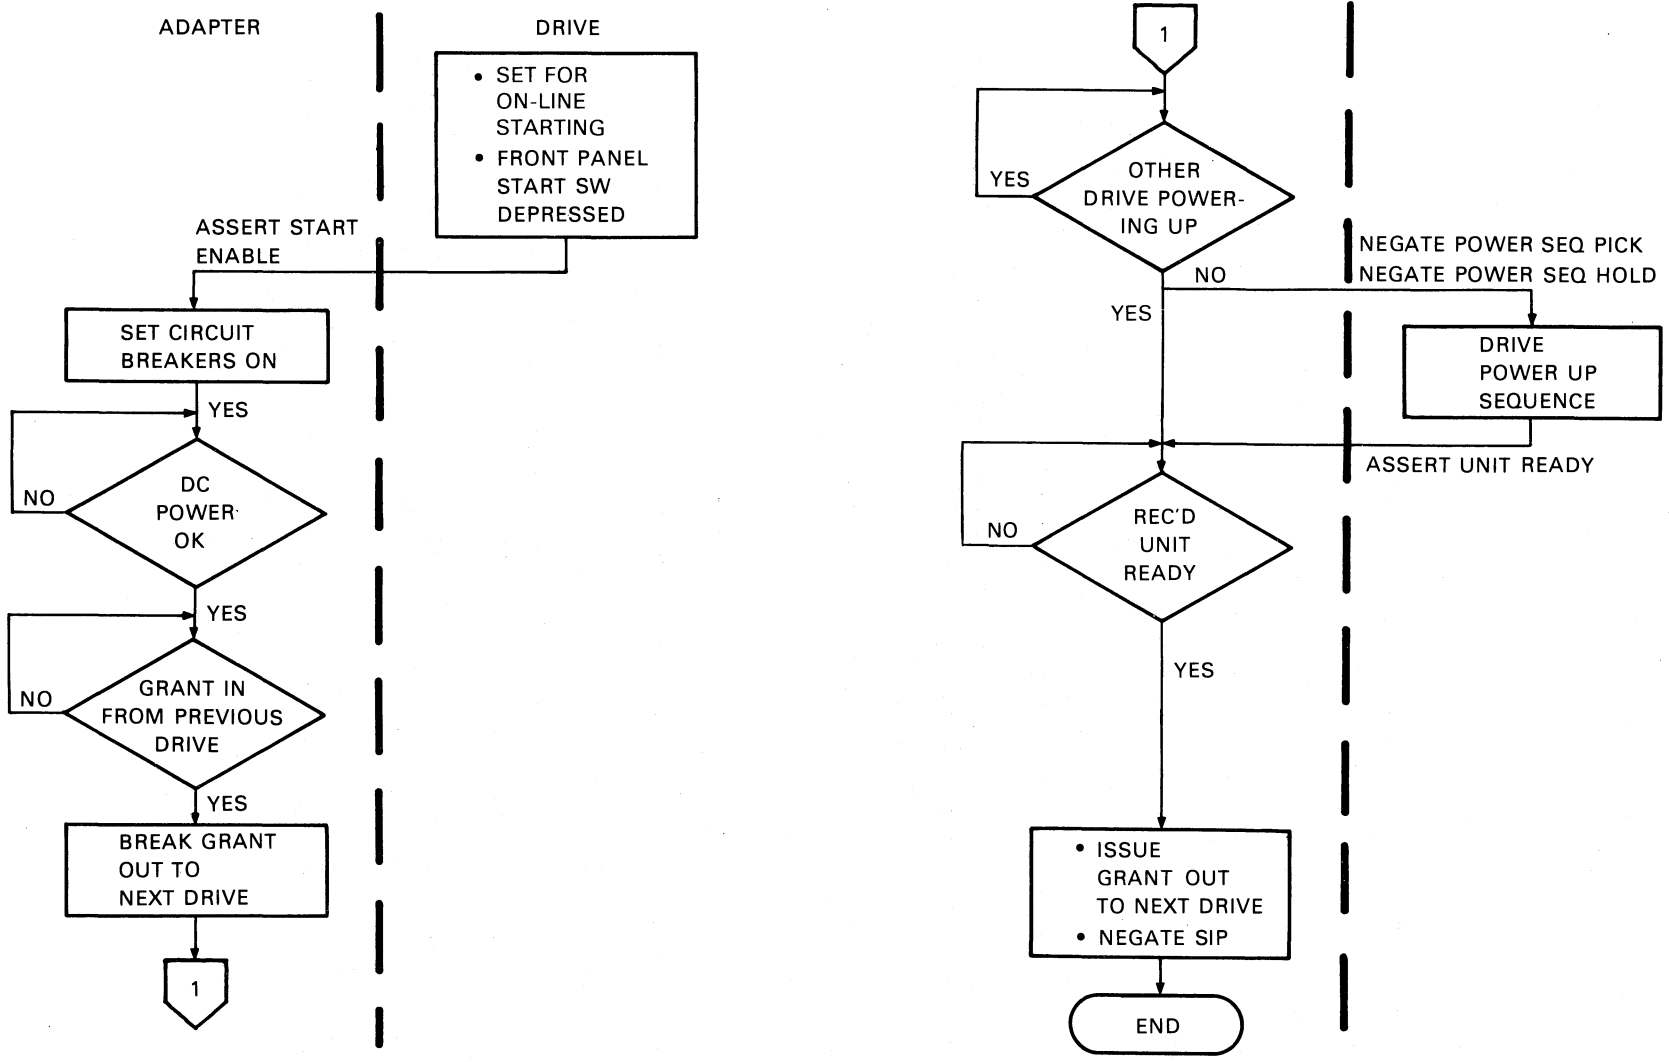 ADAPTER
DRIVE
• SET FOR
ON-LINE
STARTING
• FRONT PANEL
START SW
DEPRESSED
ASSERT START
ENABLE
SET CIRCUIT
BREAKERS ON
YES
NO
DC
POWER
OK
YES
NO
GRANT IN
FROM PREVIOUS
DRIVE
YES
BREAK GRANT
OUT TO
NEXT DRIVE
1
1
YES
OTHER
DRIVE POWER-
ING UP
NO
YES
NEGATE POWER SEQ PICK
NEGATE POWER SEQ HOLD
DRIVE
POWER UP
SEQUENCE
ASSERT UNIT READY
NO
REC'D
UNIT
READY
YES
• ISSUE
GRANT OUT
TO NEXT DRIVE
• NEGATE SIP
END